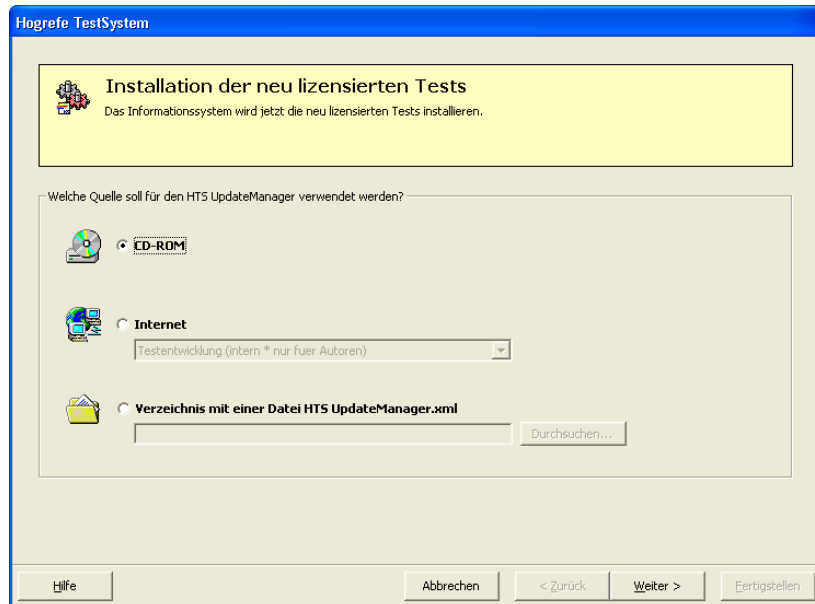 Hogrefe TestSystem
Installation der neu lizensierten Tests
Das Informationssystem wird jetzt die neu lizensierten Tests installieren.
Welche Quelle soll für den HTS UpdateManager verwendet werden?
CD-ROM
Internet
Testentwicklung (intern * nur fuer Autoren)
Verzeichnis mit einer Datei HTS UpdateManager.xml
Durchsuchen...
Hilfe
Abbrechen
< Zurück
Weiter >
Fertigstellen